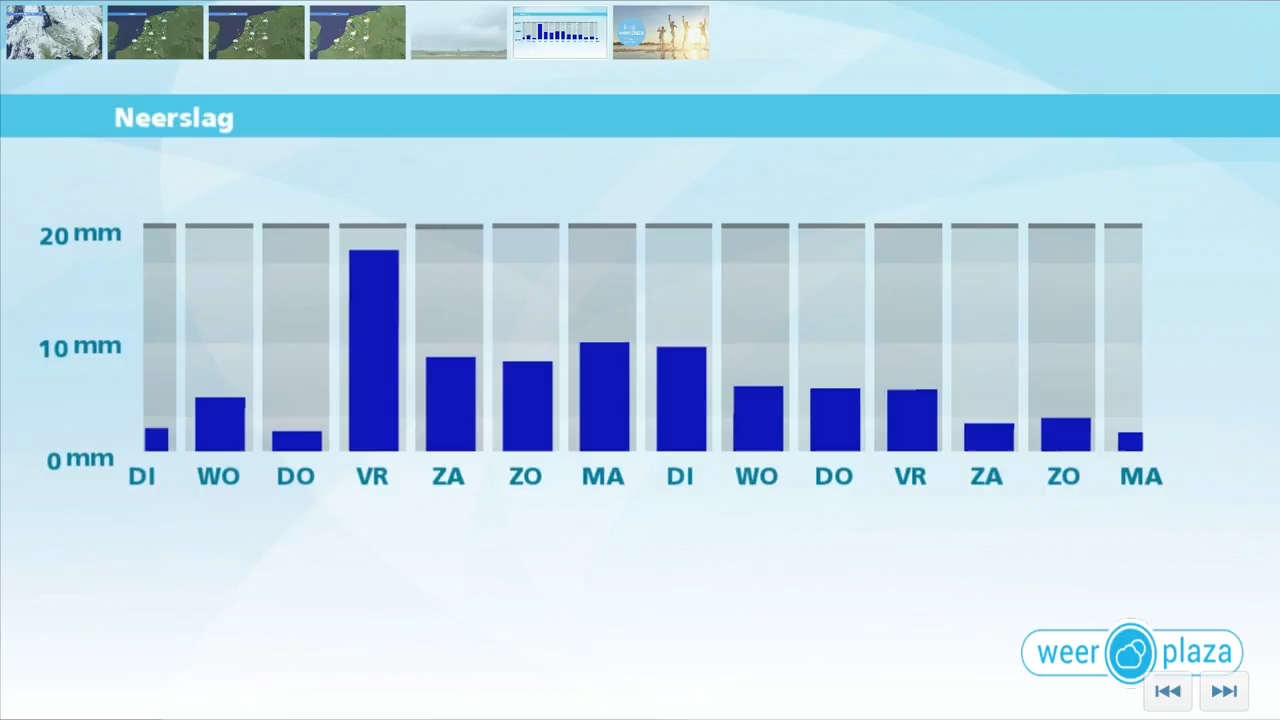 Neerslag
20 mm
10 mm
0 mm
DI WO DO VR ZA ZO MA DI WO DO VR ZA ZO MA
weer plaza